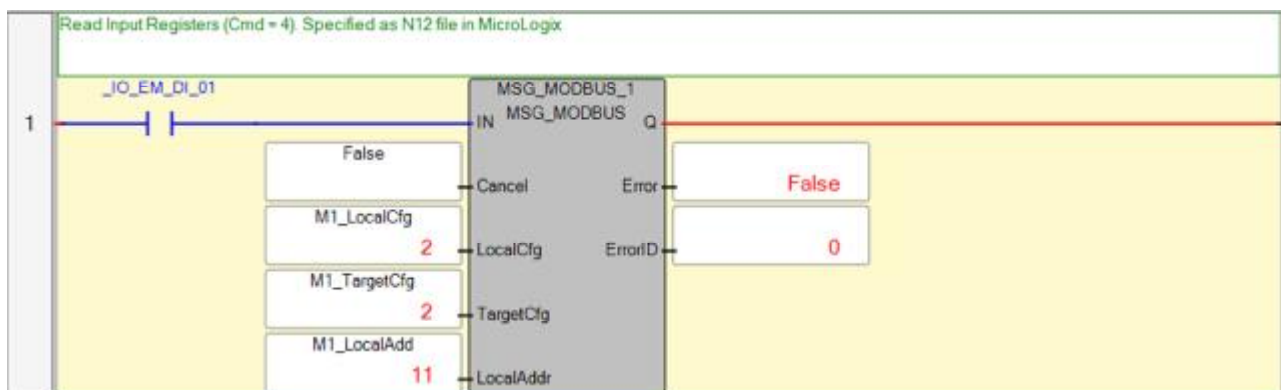 Read Input Registers (Cmd = 4). Specified as N12 file in MicroLogix
_IO_EM_DI_01
MSG_MODBUS_1
1
IN MSG_MODBUS Q
False
Cancel Error False
M1_LocalCfg
2 LocalCfg ErrorID 0
M1_TargetCfg
2 TargetCfg
M1_LocalAdd
11 LocalAddr